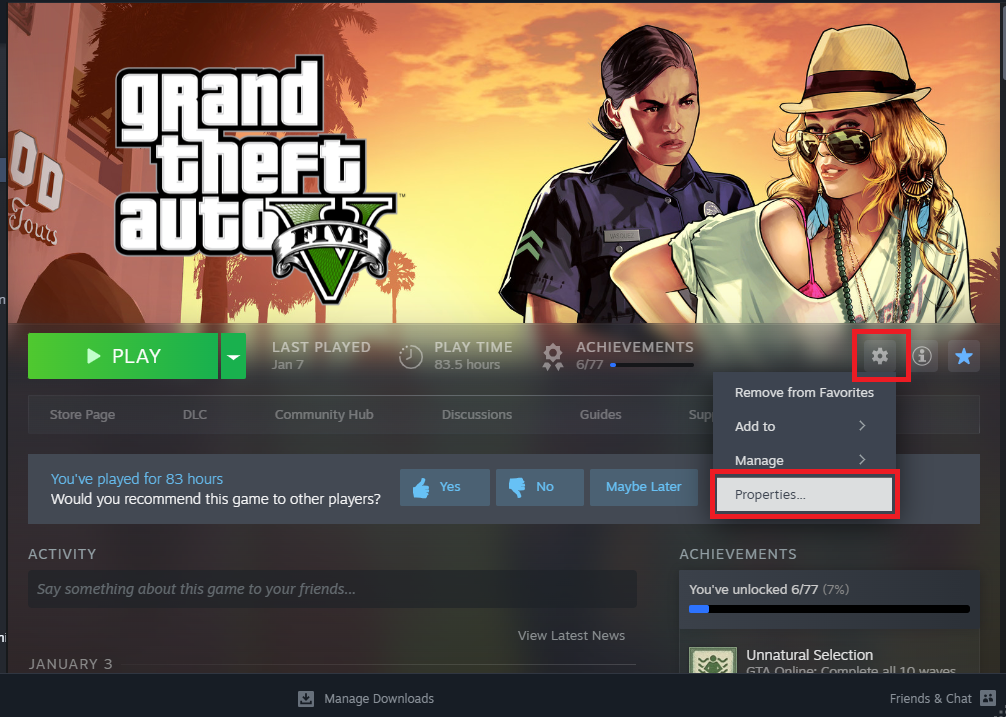 grand
theft
auto V
™
FIVE
OD
Tours
PLAY
LAST PLAYED
Jan 7
PLAY TIME
83.5 hours
ACHIEVEMENTS
6/77
Remove from Favorites
Add to
Manage
Properties...
Store Page
DLC
Community Hub
Discussions
Guides
Supp
You've played for 83 hours
Would you recommend this game to other players?
Yes
No
Maybe Later
ACTIVITY
Say something about this game to your friends...
View Latest News
JANUARY 3
ACHIEVEMENTS
You've unlocked 6/77 (7%)
Unnatural Selection
GTA Online: Complete all 10 waves
Manage Downloads
Friends & Chat